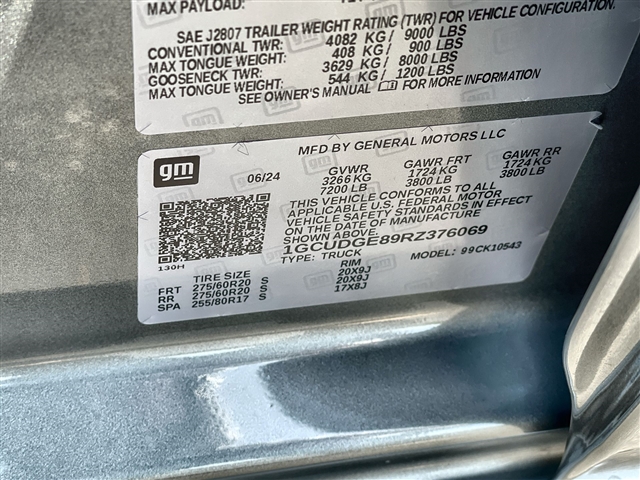 MAX PAYLOAD:
SAE J2807 TRAILER WEIGHT RATING (TWR) FOR VEHICLE CONFIGURATION.
CONVENTIONAL TWR: 4082 KG / 9000 LBS
MAX TONGUE WEIGHT: 408 KG / 900 LBS
GOOSENECK TWR: 3629 KG / 8000 LBS
MAX TONGUE WEIGHT: 544 KG / 1200 LBS
SEE OWNER'S MANUAL FOR MORE INFORMATION
gm
MFD BY GENERAL MOTORS LLC
06/24 GVWR GAWR FRT GAWR RR
3266 KG 1724 KG 1724 KG
7200 LB 3800 LB 3800 LB
THIS VEHICLE CONFORMS TO ALL
APPLICABLE U.S. FEDERAL MOTOR
VEHICLE SAFETY STANDARDS IN EFFECT
ON THE DATE OF MANUFACTURE
SHOWN ABOVE.
1GCUDGE89RZ376069
130H
TYPE: TRUCK MODEL: 99CK10543
TIRE SIZE RIM
FRT 275/60R20 S 20X9J
RR 275/60R20 S 20X9J
SPA 255/80R17 S 17X8J